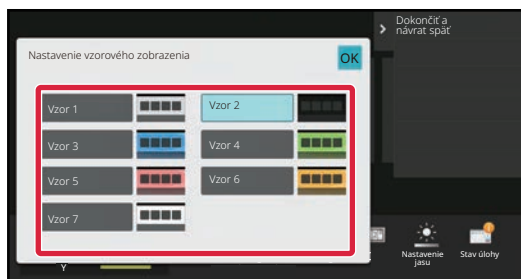 Dokončiť a
návrat späť
Nastavenie vzorového zobrazenia
OK
Vzor 1
Vzor 2
Vzor 3
Vzor 4
Vzor 5
Vzor 6
Vzor 7
Y
Nastavenie
jasu
Stav úlohy